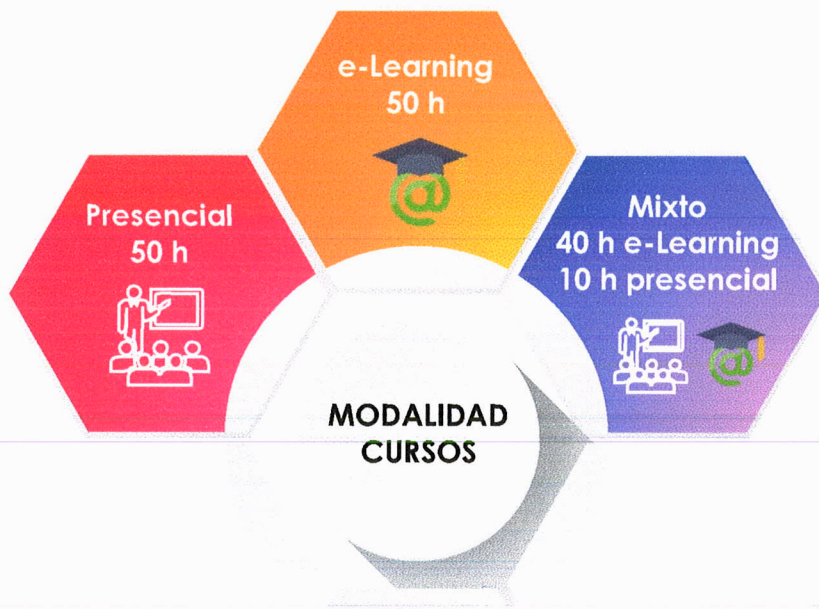 e-Learning
50 h
Presencial
50 h
Mixto
40 h e-Learning
10 h presencial
MODALIDAD
CURSOS